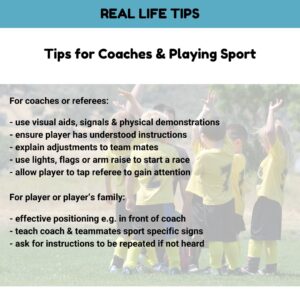 REAL LIFE TIPS
Tips for Coaches & Playing Sport
For coaches or referees:
- use visual aids, signals & physical demonstrations
- ensure player has understood instructions
- explain adjustments to team mates
- use lights, flags or arm raise to start a race
- allow player to tap referee to gain attention
For player or player's family:
- effective positioning e.g. in front of coach
- teach coach & teammates sport specific signs
- ask for instructions to be repeated if not heard